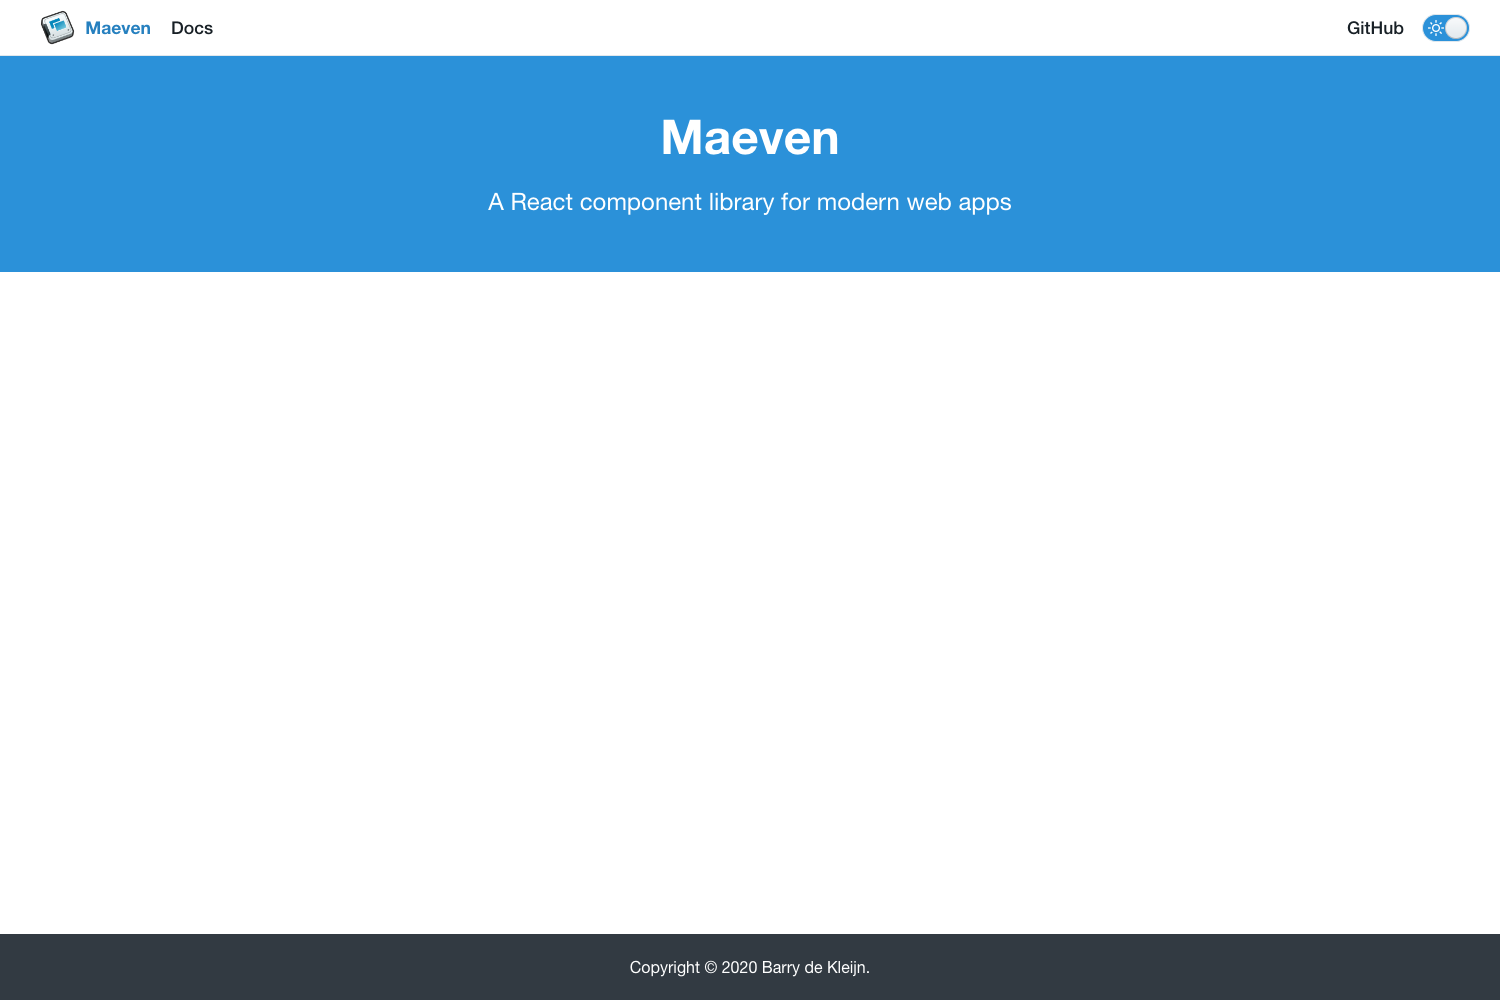 Maeven Docs GitHub
Maeven
A React component library for modern web apps
Copyright © 2020 Barry de Kleijn.